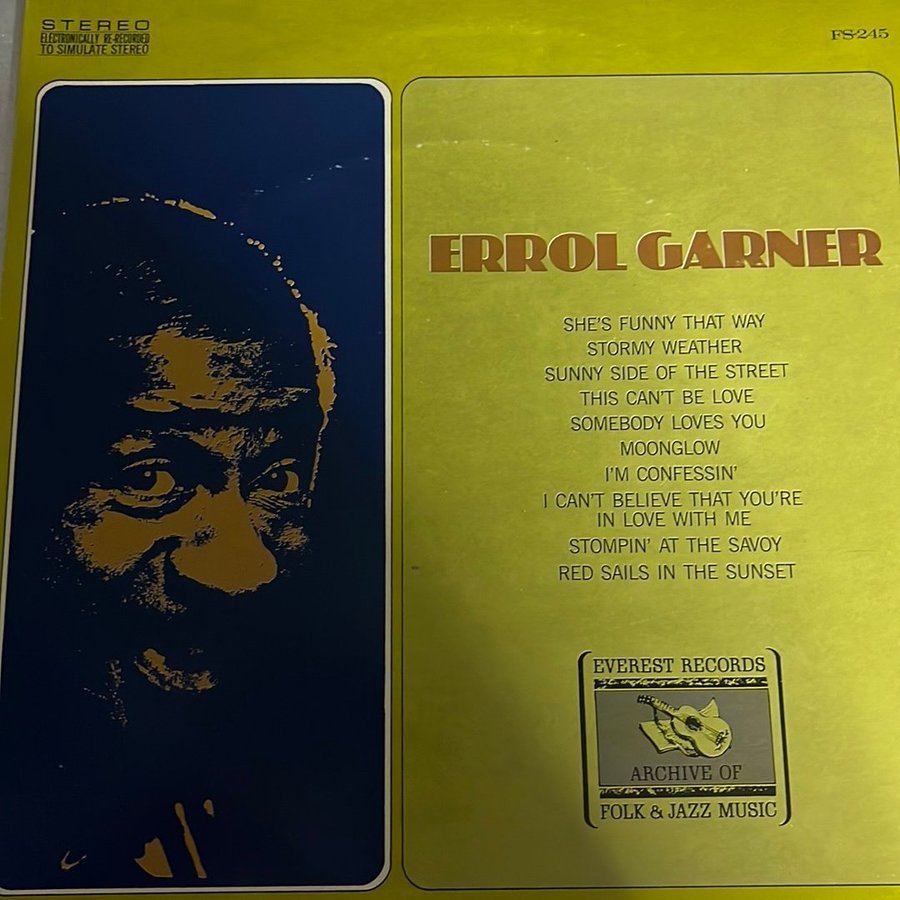 STEREO
ELECTRONICALLY RE-RECORDED
TO SIMULATE STEREO
FS-245
ERROL GARNER
SHE'S FUNNY THAT WAY
STORMY WEATHER
SUNNY SIDE OF THE STREET
THIS CAN'T BE LOVE
SOMEBODY LOVES YOU
MOONGLOW
I'M CONFESSIN'
I CAN'T BELIEVE THAT YOU'RE
IN LOVE WITH ME
STOMPIN' AT THE SAVOY
RED SAILS IN THE SUNSET
EVEREST RECORDS
ARCHIVE OF
FOLK & JAZZ MUSIC